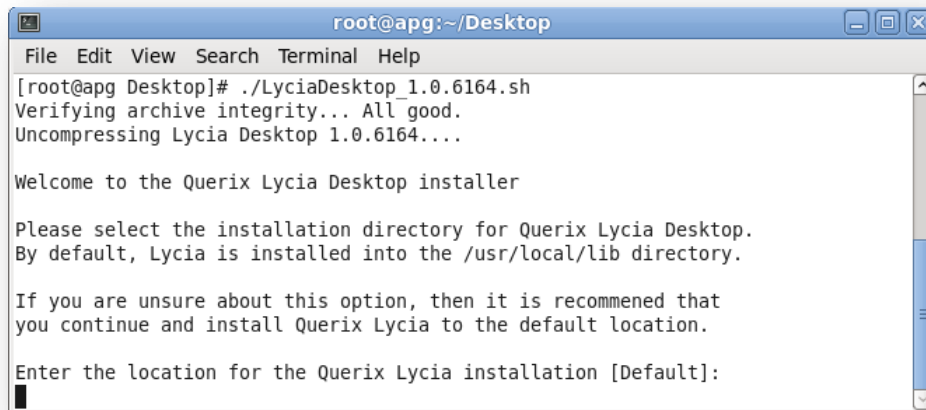 root@apg:~/Desktop
File Edit View Search Terminal Help
[root@apg Desktop]# ./LyciaDesktop_1.0.6164.sh
Verifying archive integrity... All good.
Uncompressing Lycia Desktop 1.0.6164....
Welcome to the Querix Lycia Desktop installer
Please select the installation directory for Querix Lycia Desktop.
By default, Lycia is installed into the /usr/local/lib directory.
If you are unsure about this option, then it is recommened that
you continue and install Querix Lycia to the default location.
Enter the location for the Querix Lycia installation [Default]: